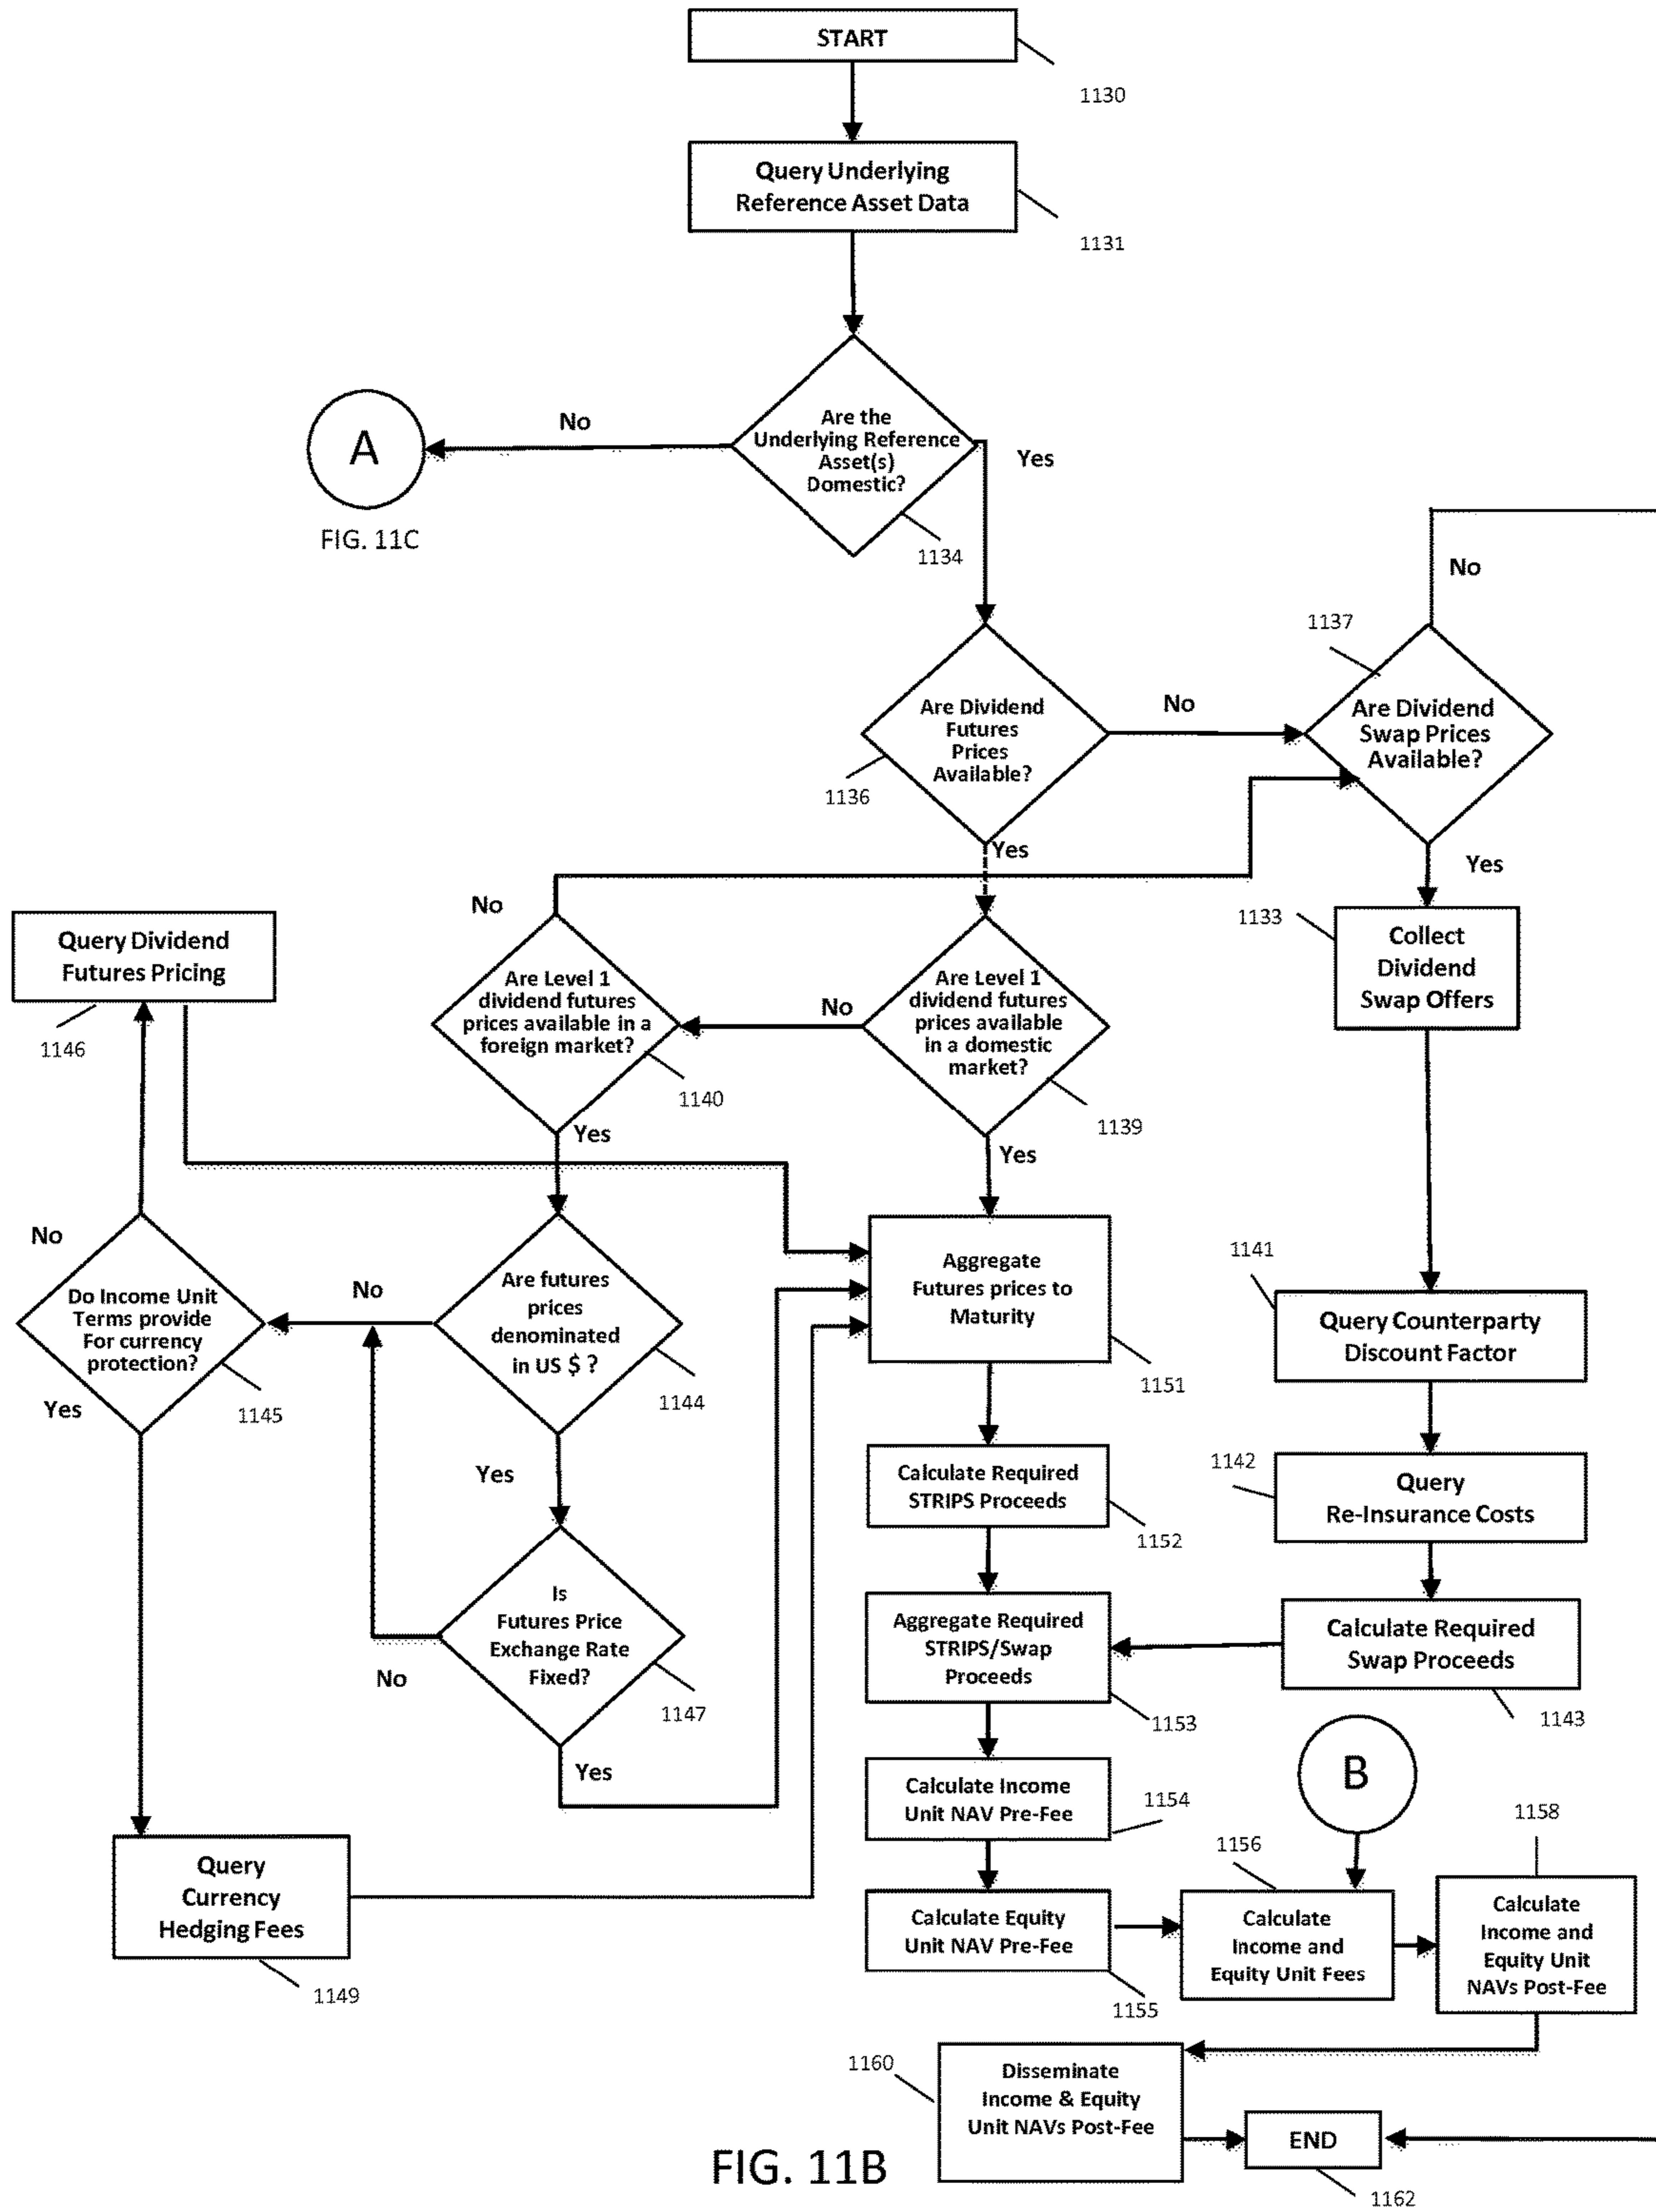 START
1130
Query Underlying
Reference Asset Data
1131
Are the
Underlying Reference
Asset(s)
Domestic?
No
Yes
A
FIG. 11C
1134
No
1137
Are Dividend
Futures
Prices
Available?
No
Are Dividend
Swap Prices
Available?
1136
Yes
Yes
No
1133
Collect
Dividend
Swap Offers
Query Dividend
Futures Pricing
1146
Are Level 1
dividend futures
prices available in a
foreign market?
No
Are Level 1
dividend futures
prices available
in a domestic
market?
1140
1139
Yes
Yes
No
Do Income Unit
Terms provide
For currency
protection?
No
Are futures
prices
denominated
in US $ ?
Aggregate
Futures prices to
Maturity
1141
Query Counterparty
Discount Factor
1151
1144
1145
Yes
Yes
Calculate Required
STRIPS Proceeds
1142
Query
Re-Insurance Costs
1152
Is
Futures Price
Exchange Rate
Fixed?
No
1147
Aggregate Required
STRIPS/Swap
Proceeds
Calculate Required
Swap Proceeds
1153
1143
Yes
B
Calculate Income
Unit NAV Pre-Fee
1154
1158
1156
Query
Currency
Hedging Fees
1149
Calculate Equity
Unit NAV Pre-Fee
Calculate
Income and
Equity Unit Fees
Calculate
Income and
Equity Unit
NAVs Post-Fee
1155
1160
Disseminate
Income & Equity
Unit NAVs Post-Fee
END
1162
FIG. 11B